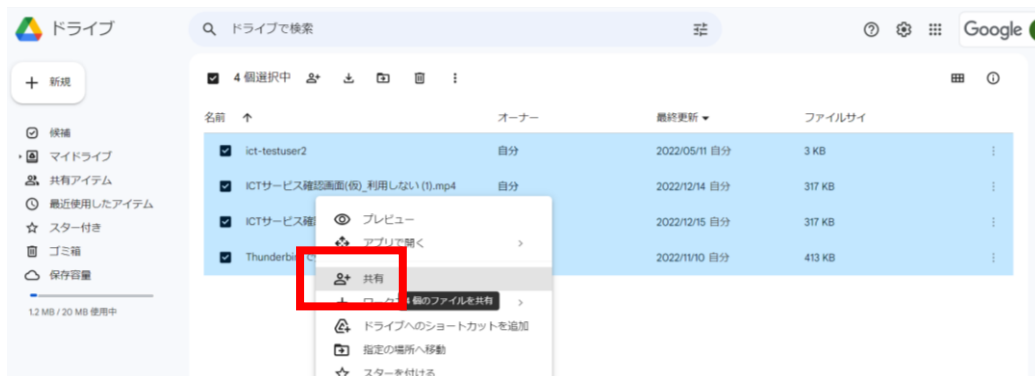 ドライブ
ドライブで検索
Google
新規
4 個選択中
名前 オーナー 最終更新 ファイルサイ
候補
マイドライブ
共有アイテム
最近使用したアイテム
スター付き
ゴミ箱
保存容量
1.2 MB / 20 MB 使用中
ict-testuser2 自分 2022/05/11 自分 3 KB
ICTサービス確認画面(仮)_利用しない (1).mp4 自分 2022/12/14 自分 317 KB
ICTサービス確 2022/12/15 自分 317 KB
Thunderbird 2022/11/10 自分 413 KB
プレビュー
アプリで開く
共有
4 個のファイルを共有
ドライブへのショートカットを追加
指定の場所へ移動
スターを付ける